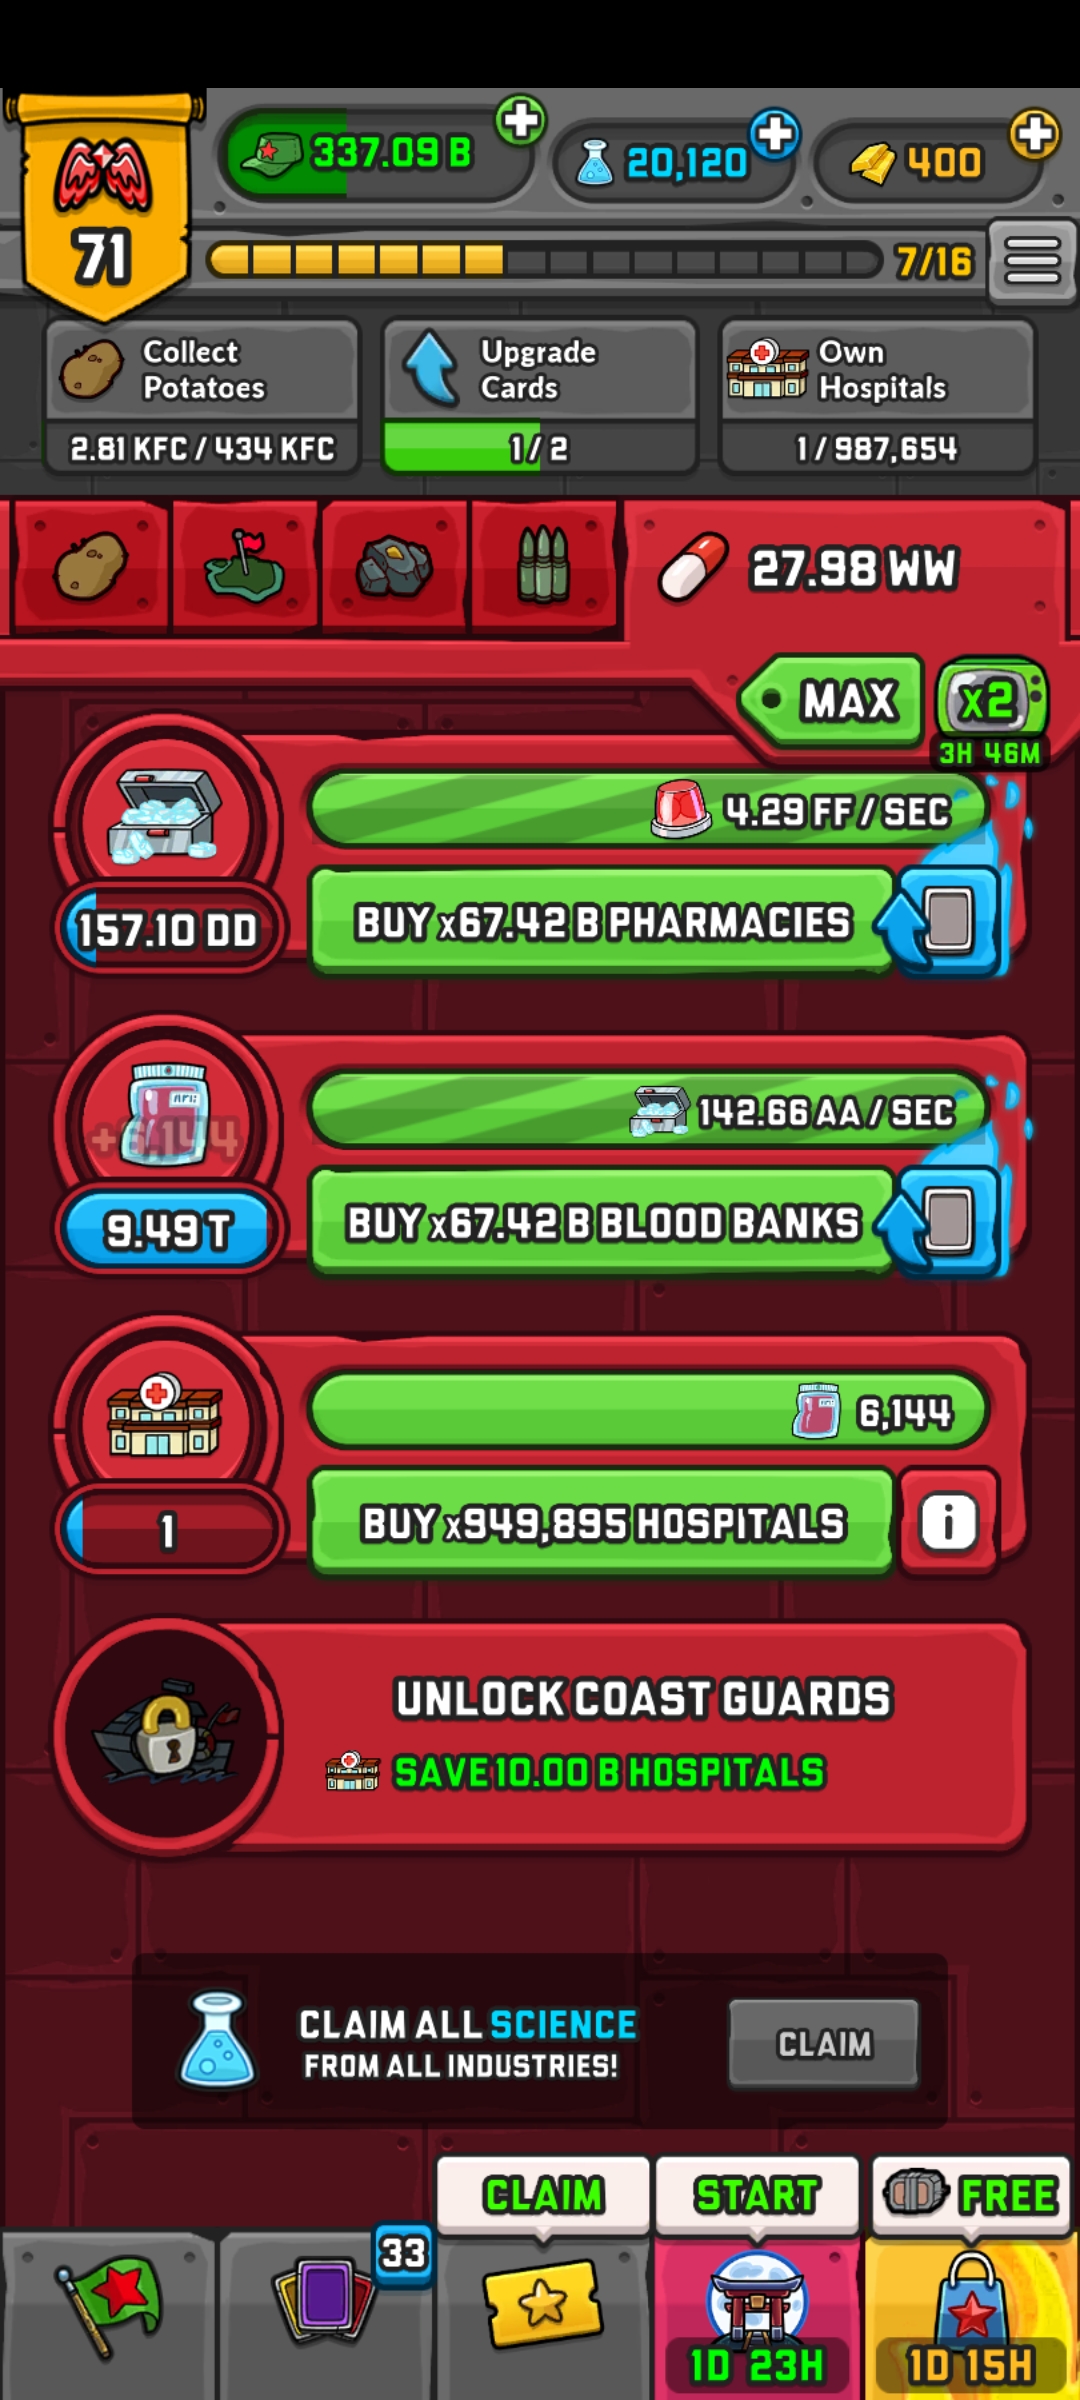 71
337.09 B
20,120
400
7/16
Collect
Potatoes
2.81 KFC / 434 KFC
Upgrade
Cards
1 / 2
Own
Hospitals
1 / 987,654
27.98 WW
MAX
x2
3H 46M
4.29 FF / SEC
157.10 DD
BUY x67.42 B PHARMACIES
+6,144
142.66 AA / SEC
9.49 T
BUY x67.42 B BLOOD BANKS
6,144
1
BUY x949,895 HOSPITALS
i
UNLOCK COAST GUARDS
SAVE 10.00 B HOSPITALS
CLAIM ALL SCIENCE
FROM ALL INDUSTRIES!
CLAIM
CLAIM
START
FREE
33
1D 23H
1D 15H